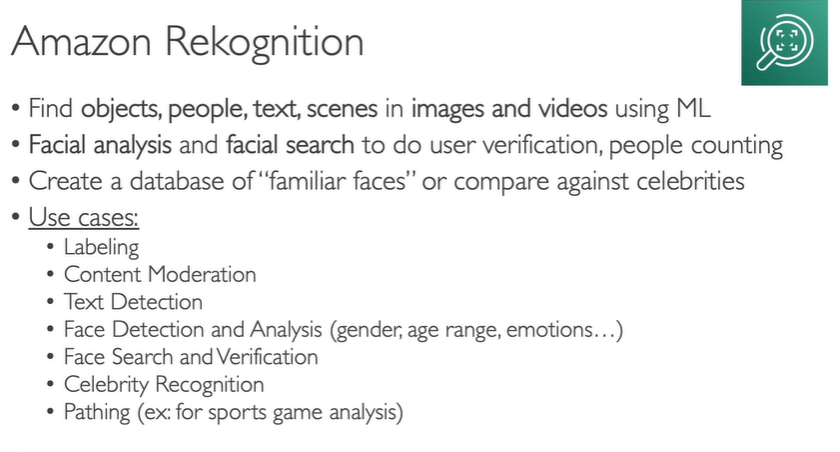 Amazon Rekognition
• Find objects, people, text, scenes in images and videos using ML
• Facial analysis and facial search to do user verification, people counting
• Create a database of “familiar faces” or compare against celebrities
• Use cases:
• Labeling
• Content Moderation
• Text Detection
• Face Detection and Analysis (gender, age range, emotions…)
• Face Search and Verification
• Celebrity Recognition
• Pathing (ex: for sports game analysis)